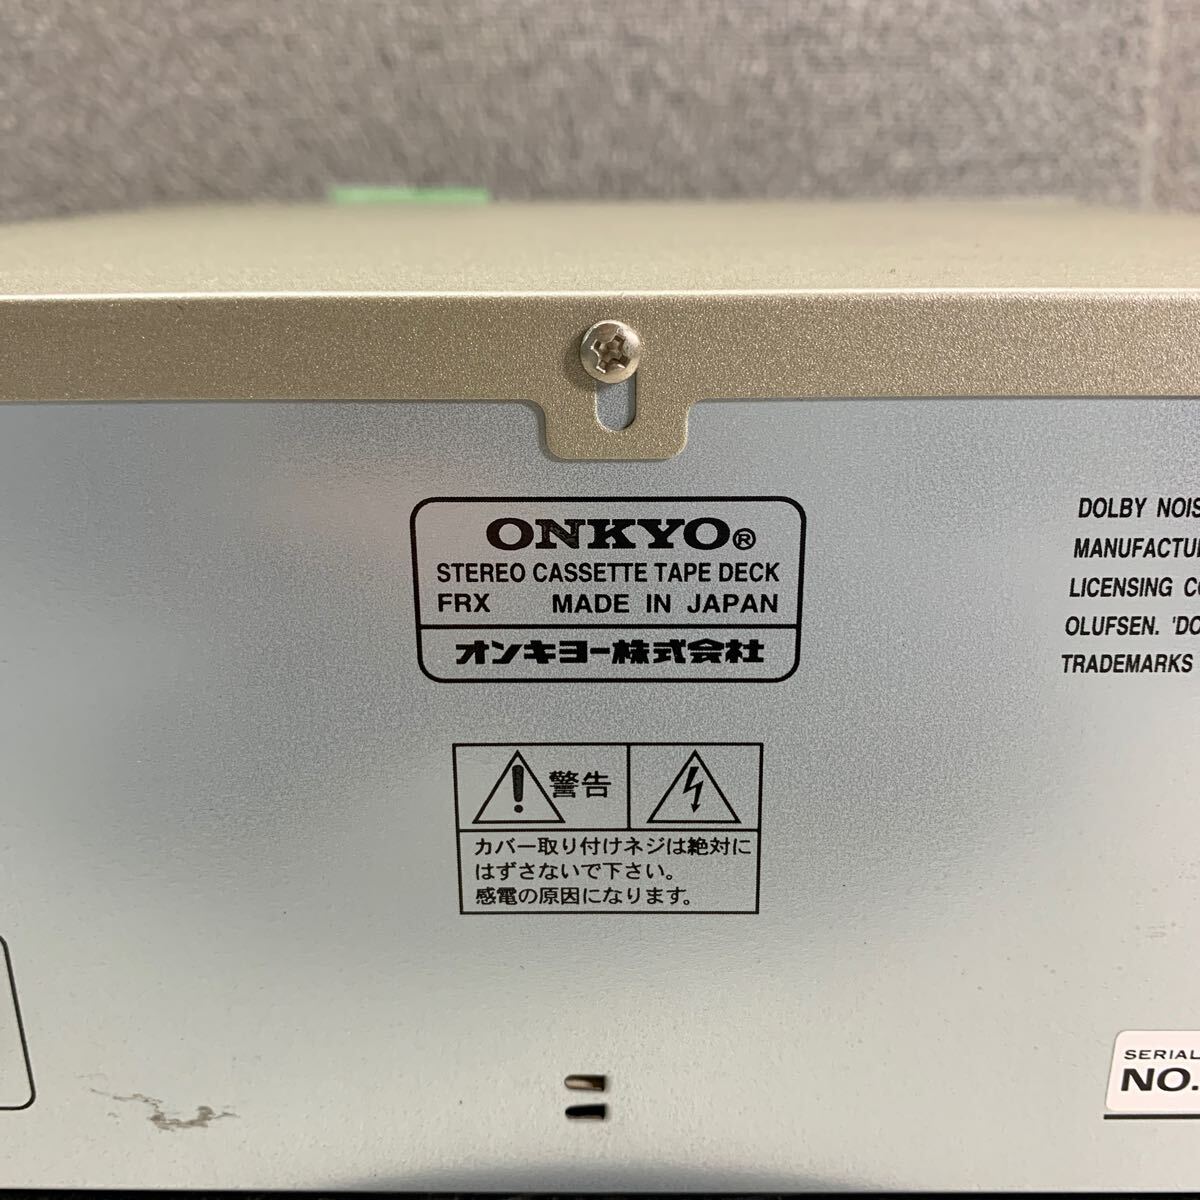 ONKYO®
STEREO CASSETTE TAPE DECK
FRX MADE IN JAPAN
オンキヨー株式会社
警告
カバー取り付けネジは絶対に
はずさないで下さい。
感電の原因になります。
DOLBY
MANUFACTU
LICENSING
OLUFSEN. 'DO
TRADEMARKS
SERIAL
NO.